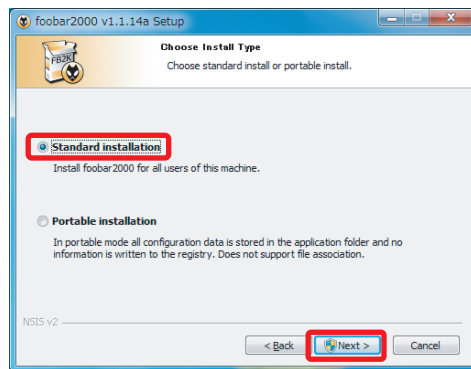 foobar2000 v1.1.14a Setup
FB2K
Choose Install Type
Choose standard install or portable install.
Standard installation
Install foobar2000 for all users of this machine.
Portable installation
In portable mode all configuration data is stored in the application folder and no
information is written to the registry. Does not support file association.
NSIS v2
< Back
Next >
Cancel